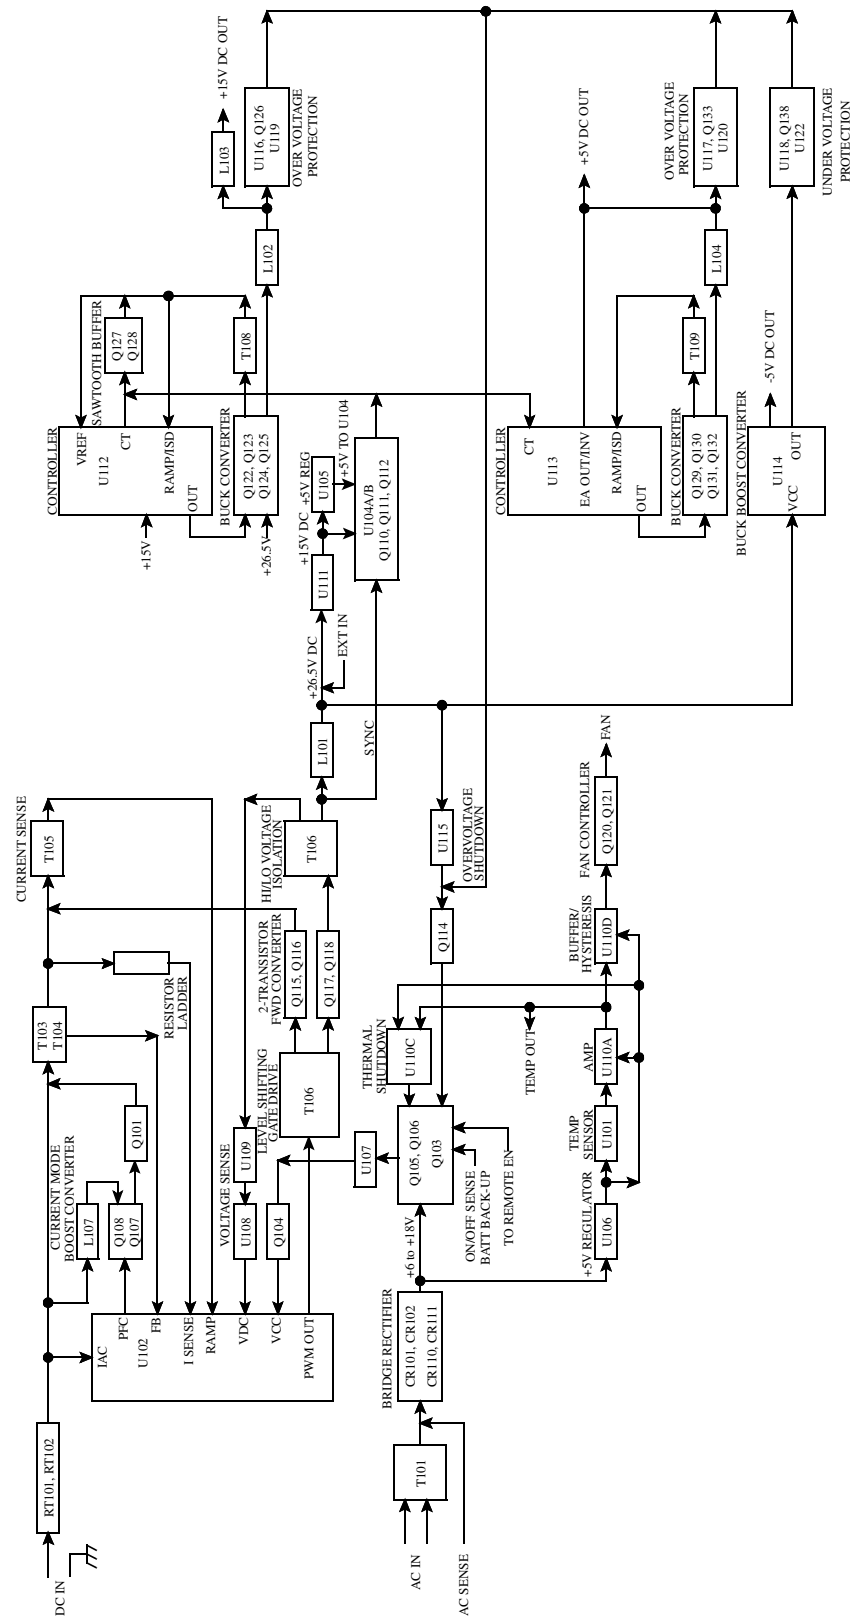 DC IN
RT101, RT102
CURRENT MODE
BOOST CONVERTER
L107
Q108
Q107
Q101
T103
T104
RESISTOR
LADDER
CURRENT SENSE
T105
IAC
PFC
U102
FB
I SENSE
RAMP
VDC
VCC
PWM OUT
VOLTAGE SENSE
U108
U109
Q104
LEVEL SHIFTING
GATE DRIVE
T106
2-TRANSISTOR
FWD CONVERTER
Q115, Q116
Q117, Q118
HI/LO VOLTAGE
ISOLATION
T106
L101
SYNC
+26.5V DC
EXT IN
U111
+15V DC
+5V REG
U105
+5V TO U104
U104A/B
Q110, Q111, Q112
CONTROLLER
VREF
U112
CT
RAMP/ISD
OUT
+15V
SAWTOOTH BUFFER
Q127
Q128
BUCK CONVERTER
Q122, Q123
Q124, Q125
+26.5V
T108
L102
L103
+15V DC OUT
U116, Q126
U119
OVER VOLTAGE
PROTECTION
AC IN
AC SENSE
T101
BRIDGE RECTIFIER
CR101, CR102
CR110, CR111
+6 to +18V
U107
Q105, Q106
Q103
ON/OFF SENSE
BATT BACK-UP
TO REMOTE EN
THERMAL
SHUTDOWN
U110C
Q114
U115
OVERVOLTAGE
SHUTDOWN
+5V REGULATOR
U106
TEMP
SENSOR
U101
AMP
U110A
TEMP OUT
BUFFER/
HYSTERESIS
U110D
FAN CONTROLLER
Q120, Q121
FAN
CONTROLLER
CT
U113
EA OUT/INV
RAMP/ISD
OUT
BUCK CONVERTER
Q129, Q130
Q131, Q132
T109
L104
+5V DC OUT
OVER VOLTAGE
PROTECTION
U117, Q133
U120
BUCK BOOST CONVERTER
U114
VCC
OUT
-5V DC OUT
U118, Q138
U122
UNDER VOLTAGE
PROTECTION